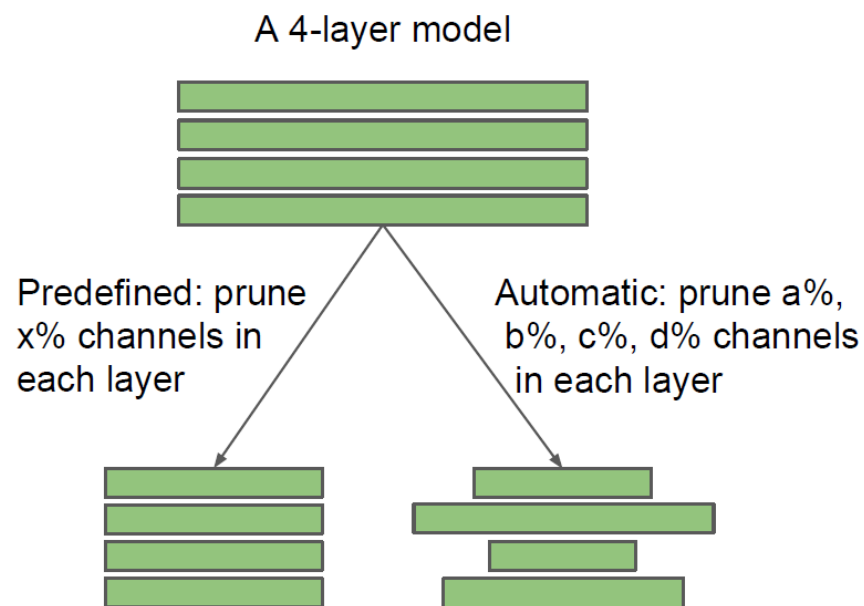 A 4-layer model
Predefined: prune
x% channels in
each layer
Automatic: prune a%,
b%, c%, d% channels
in each layer